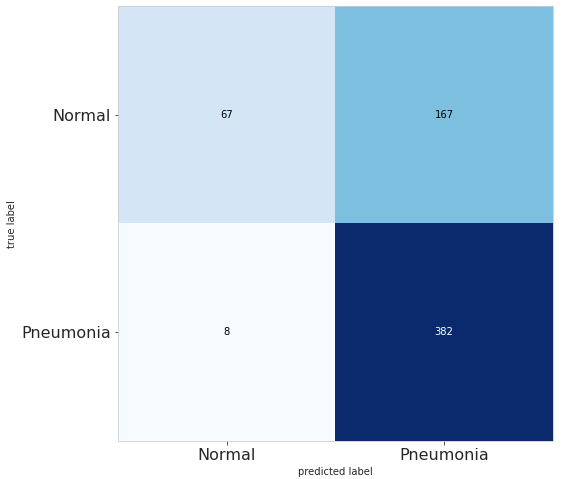 Normal
67
167
true label
Pneumonia
8
382
Normal
Pneumonia
predicted label